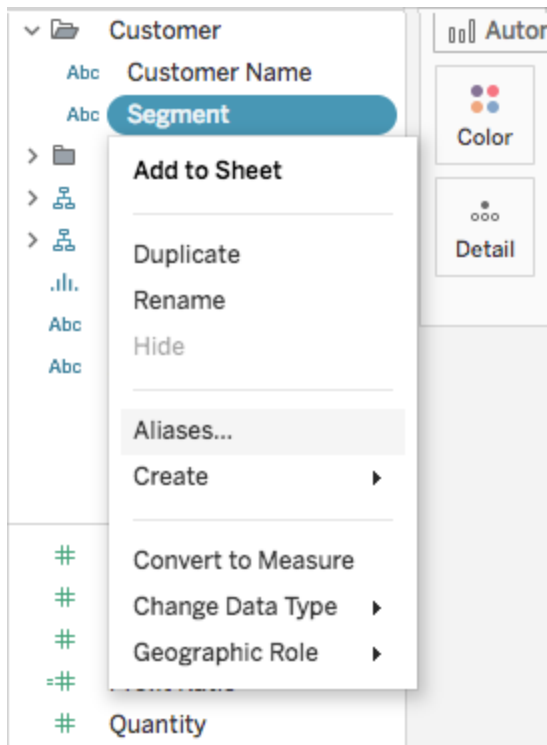 Customer
Abc Customer Name
Abc Segment
Add to Sheet
Duplicate
Rename
Hide
Abc
Abc
Aliases...
Create
Convert to Measure
Change Data Type
Geographic Role
Quantity
Color
Detail